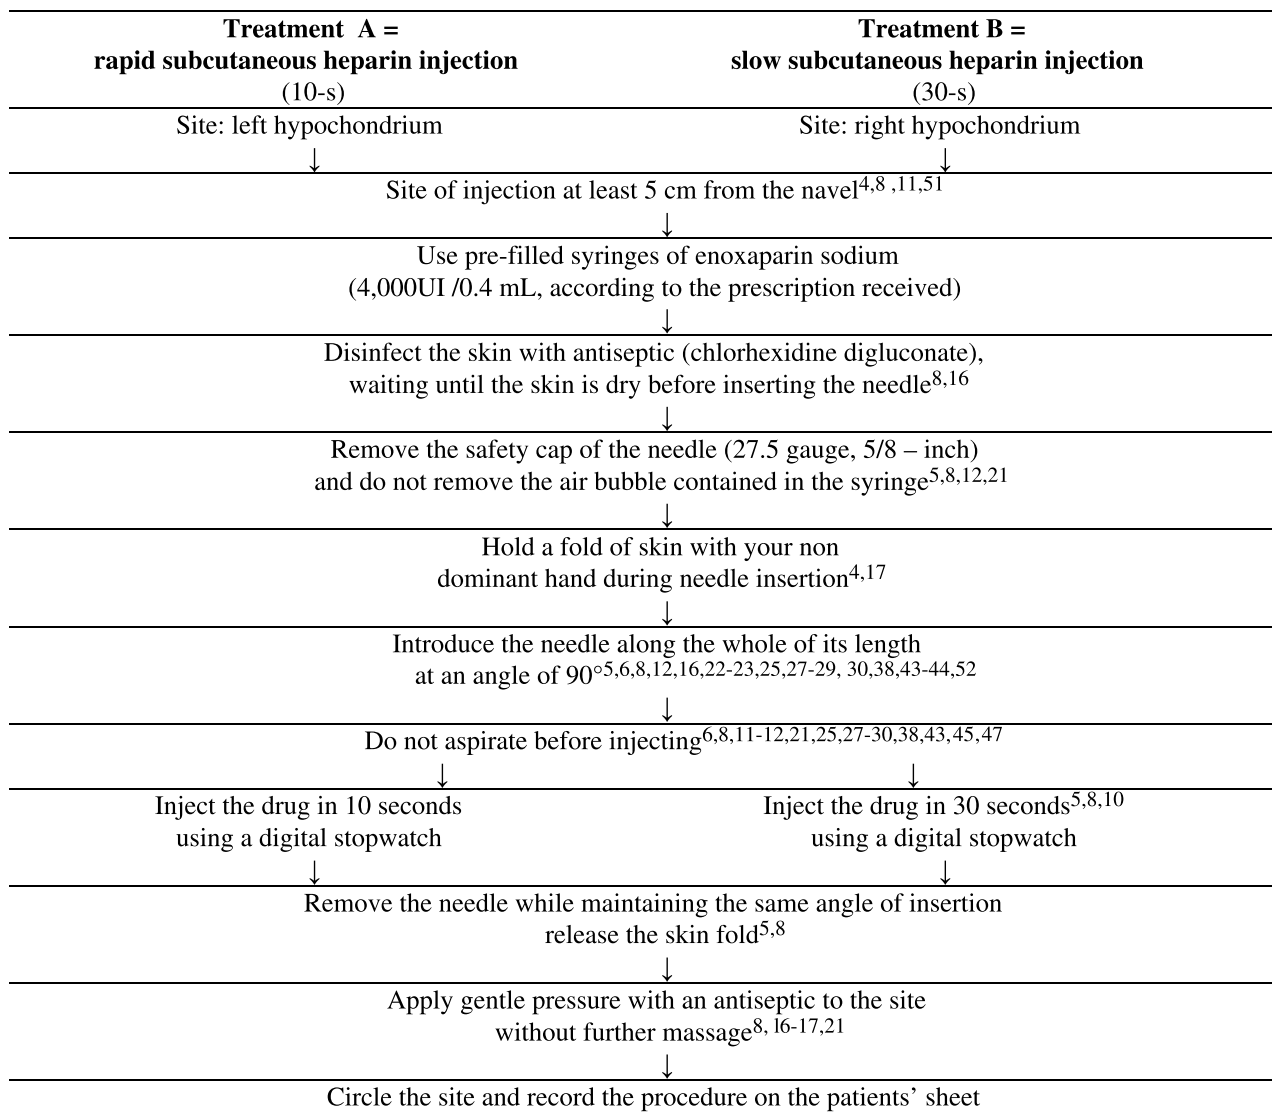 Treatment A =
rapid subcutaneous heparin injection
(10-s)
Treatment B =
slow subcutaneous heparin injection
(30-s)
Site: left hypochondrium
Site: right hypochondrium
↓ ↓
Site of injection at least 5 cm from the navel4,8 ,11,51
↓
Use pre-filled syringes of enoxaparin sodium
(4,000UI /0.4 mL, according to the prescription received)
↓
Disinfect the skin with antiseptic (chlorhexidine digluconate),
waiting until the skin is dry before inserting the needle8,16
↓
Remove the safety cap of the needle (27.5 gauge, 5/8 – inch)
and do not remove the air bubble contained in the syringe5,8,12,21
↓
Hold a fold of skin with your non
dominant hand during needle insertion4,17
↓
Introduce the needle along the whole of its length
at an angle of 90°5,6,8,12,16,22-23,25,27-29, 30,38,43-44,52
↓
Do not aspirate before injecting6,8,11-12,21,25,27-30,38,43,45,47
↓ ↓
Inject the drug in 10 seconds
using a digital stopwatch
Inject the drug in 30 seconds5,8,10
using a digital stopwatch
↓ ↓
Remove the needle while maintaining the same angle of insertion
release the skin fold5,8
↓
Apply gentle pressure with an antiseptic to the site
without further massage8, l6-17,21
↓
Circle the site and record the procedure on the patients’ sheet